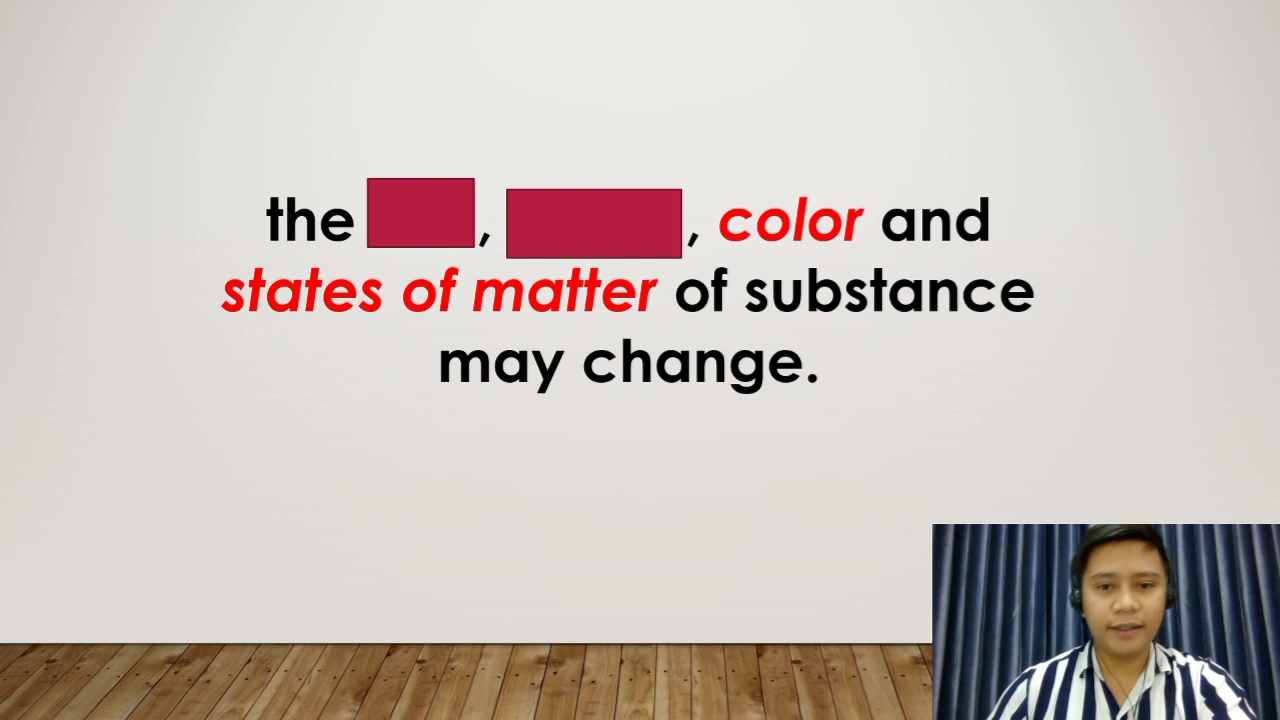 the , , color and
states of matter of substance
may change.